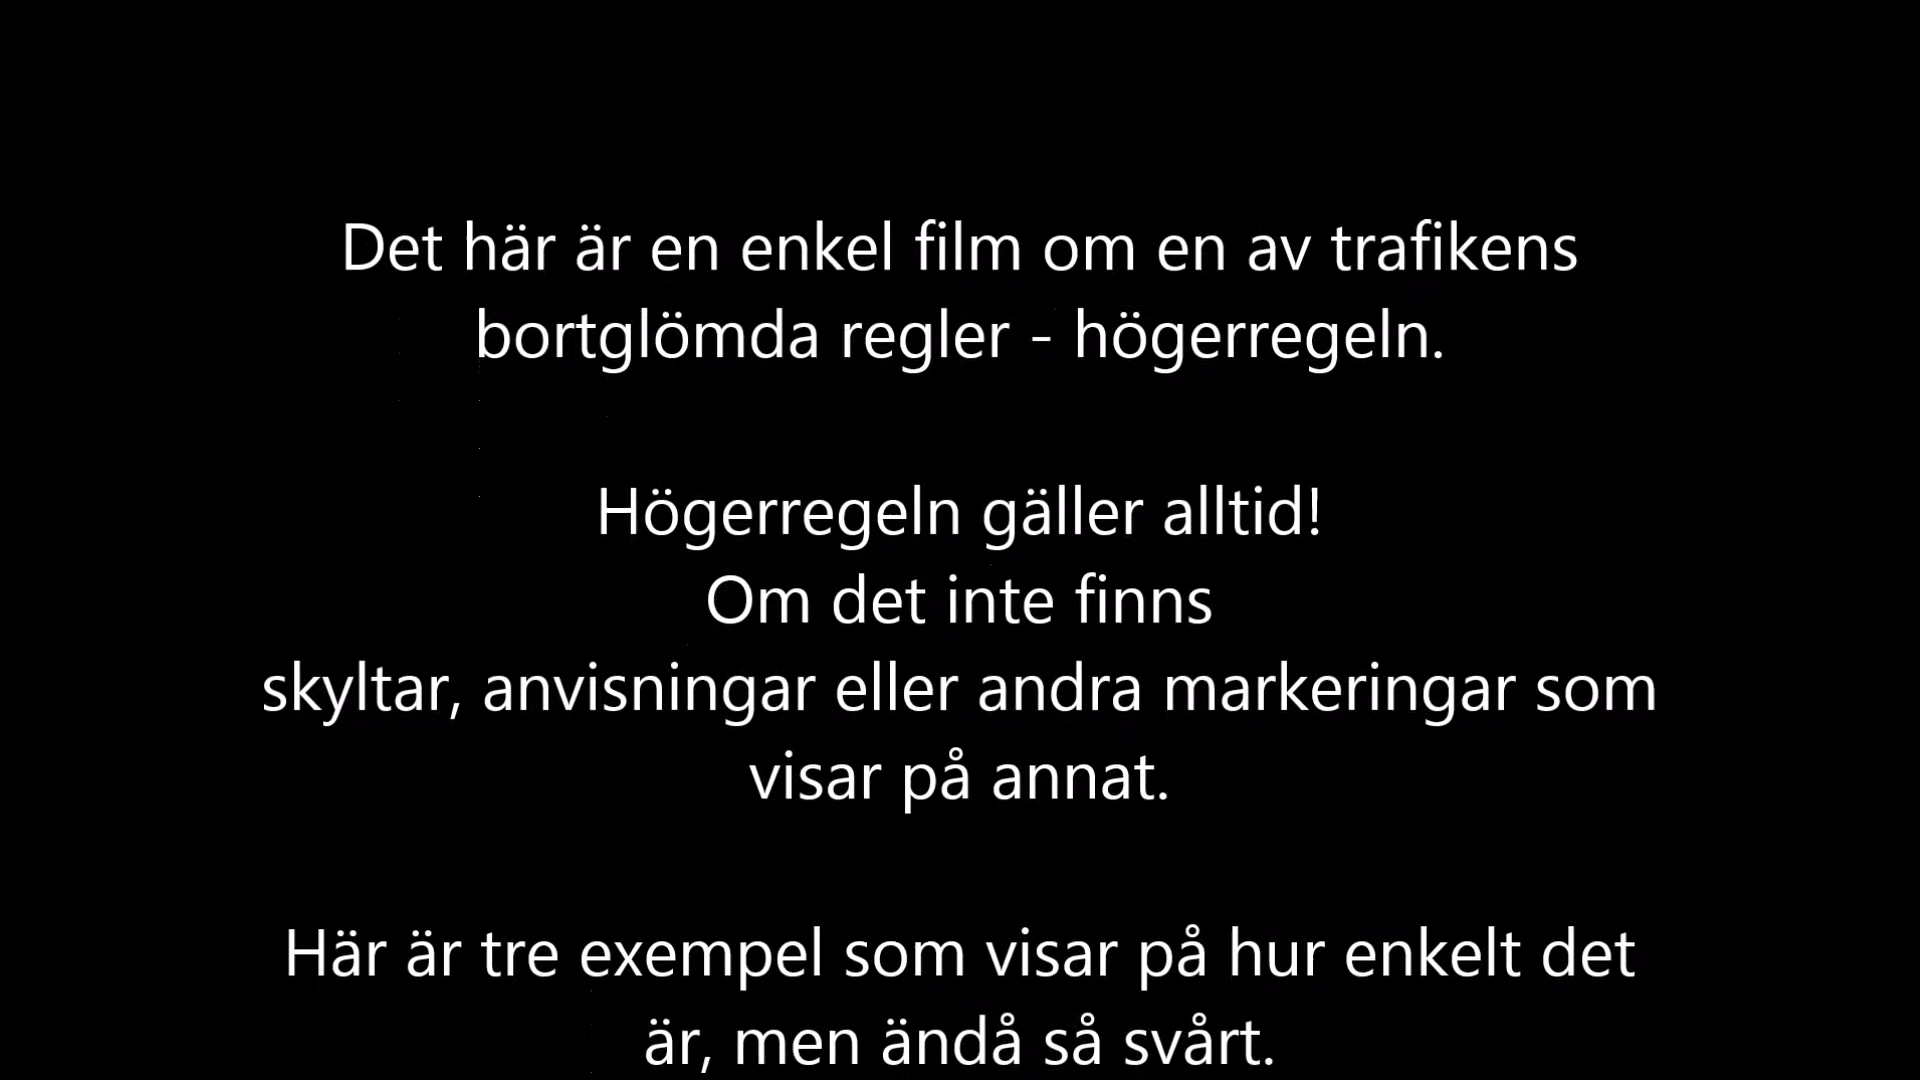 Det här är en enkel film om en av trafikens
bortglömda regler - högerregeln.
Högerregeln gäller alltid!
Om det inte finns
skyltar, anvisningar eller andra markeringar som
visar på annat.
Här är tre exempel som visar på hur enkelt det
är, men ändå så svårt.